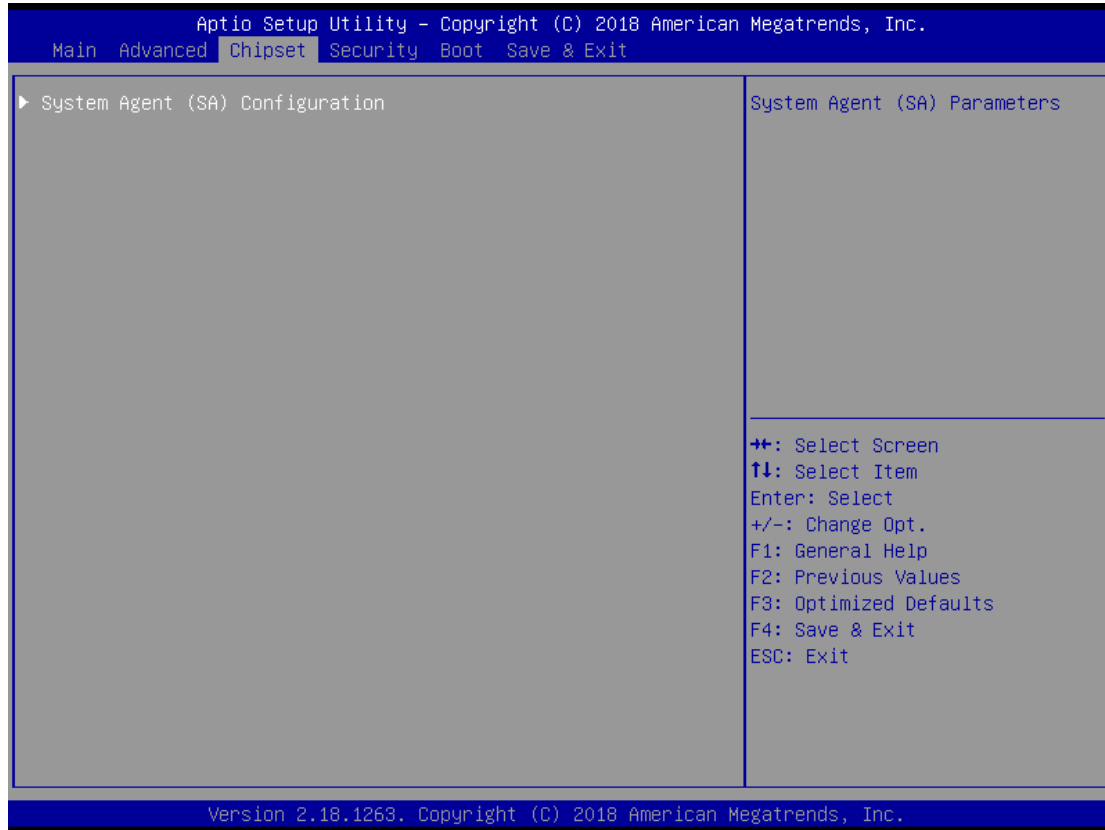 Aptio Setup Utility – Copyright (C) 2018 American Megatrends, Inc.
Main Advanced Chipset Security Boot Save & Exit
▶ System Agent (SA) Configuration
System Agent (SA) Parameters
→←: Select Screen
↑↓: Select Item
Enter: Select
+/-: Change Opt.
F1: General Help
F2: Previous Values
F3: Optimized Defaults
F4: Save & Exit
ESC: Exit
Version 2.18.1263. Copyright (C) 2018 American Megatrends, Inc.